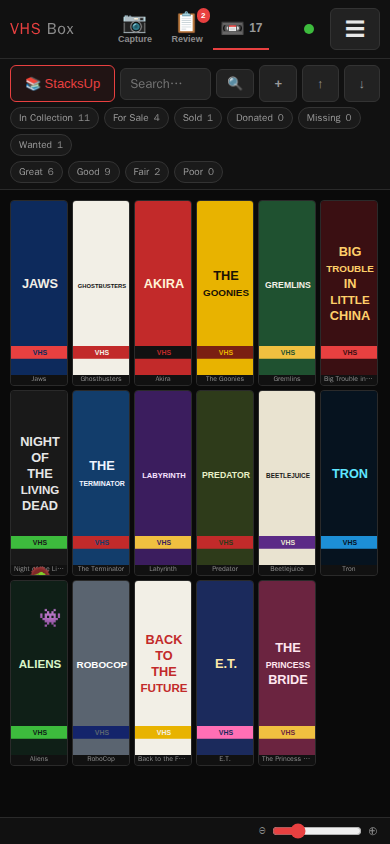 VHS Box
Capture
2
Review
17
StacksUp
Search...
+
↑
↓
In Collection 11
For Sale 4
Sold 1
Donated 0
Missing 0
Wanted 1
Great 6
Good 9
Fair 2
Poor 0
JAWS
VHS
Jaws
GHOSTBUSTERS
VHS
Ghostbusters
AKIRA
VHS
Akira
THE
GOONIES
VHS
The Goonies
GREMLINS
VHS
Gremlins
BIG
TROUBLE
IN
LITTLE
CHINA
VHS
Big Trouble in...
NIGHT
OF
THE
LIVING
DEAD
VHS
Night of the Li...
THE
TERMINATOR
VHS
The Terminator
LABYRINTH
VHS
Labyrinth
PREDATOR
VHS
Predator
BEETLEJUICE
VHS
Beetlejuice
TRON
VHS
Tron
ALIENS
VHS
Aliens
ROBOCOP
VHS
RoboCop
BACK
TO
THE
FUTURE
VHS
Back to the F...
E.T.
VHS
E.T.
THE
PRINCESS
BRIDE
VHS
The Princess ...